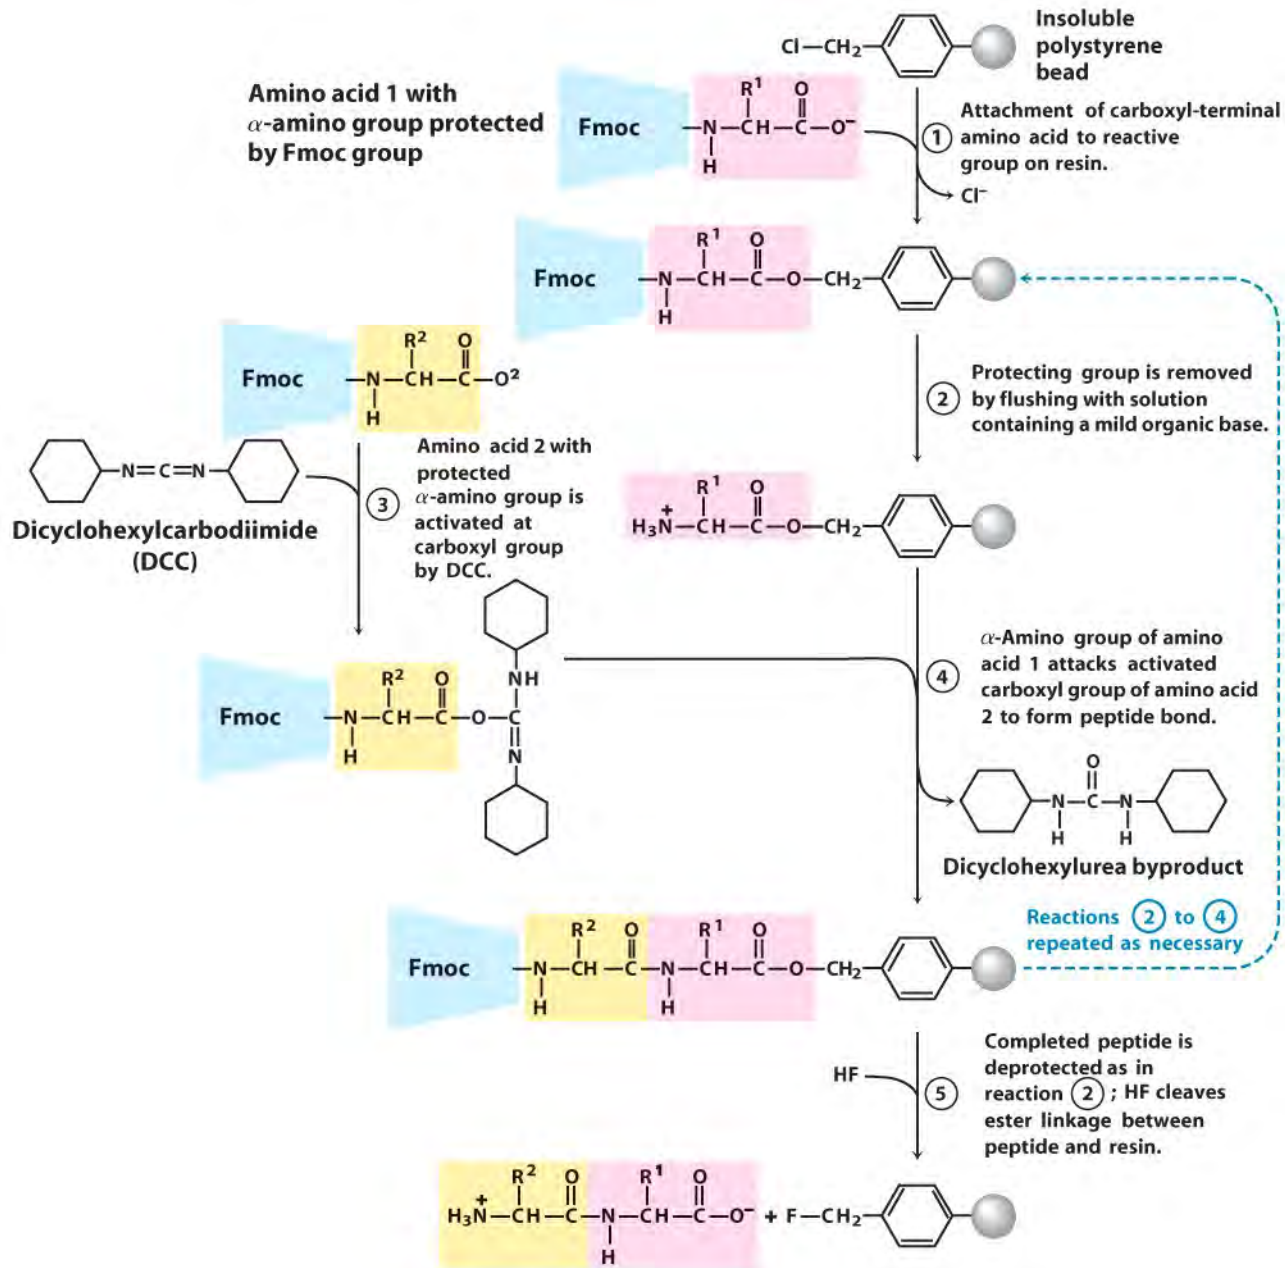 Insoluble
polystyrene
bead
Cl—CH₂
Amino acid 1 with
α-amino group protected
by Fmoc group
Fmoc
R¹ O
—N—CH—C—O⁻
H
1 Attachment of carboxyl-terminal
amino acid to reactive
group on resin.
Cl⁻
Fmoc
R¹ O
—N—CH—C—O—CH₂
H
Fmoc
R² O
—N—CH—C—O²
H
2 Protecting group is removed
by flushing with solution
containing a mild organic base.
N=C=N
Dicyclohexylcarbodiimide
(DCC)
3 Amino acid 2 with
protected
α-amino group is
activated at
carboxyl group
by DCC.
R¹ O
H₃N⁺—CH—C—O—CH₂
Fmoc
R² O NH
—N—CH—C—O—C
H N
4 α-Amino group of amino
acid 1 attacks activated
carboxyl group of amino acid
2 to form peptide bond.
O
N—C—N
H H
Dicyclohexylurea byproduct
Reactions 2 to 4
repeated as necessary
Fmoc
R² O R¹ O
—N—CH—C—N—CH—C—O—CH₂
H H
HF
5 Completed peptide is
deprotected as in
reaction 2 ; HF cleaves
ester linkage between
peptide and resin.
R² O R¹ O
H₃N⁺—CH—C—N—CH—C—O⁻ + F—CH₂
H